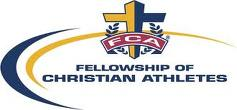 FCA
FELLOWSHIP OF
CHRISTIAN ATHLETES